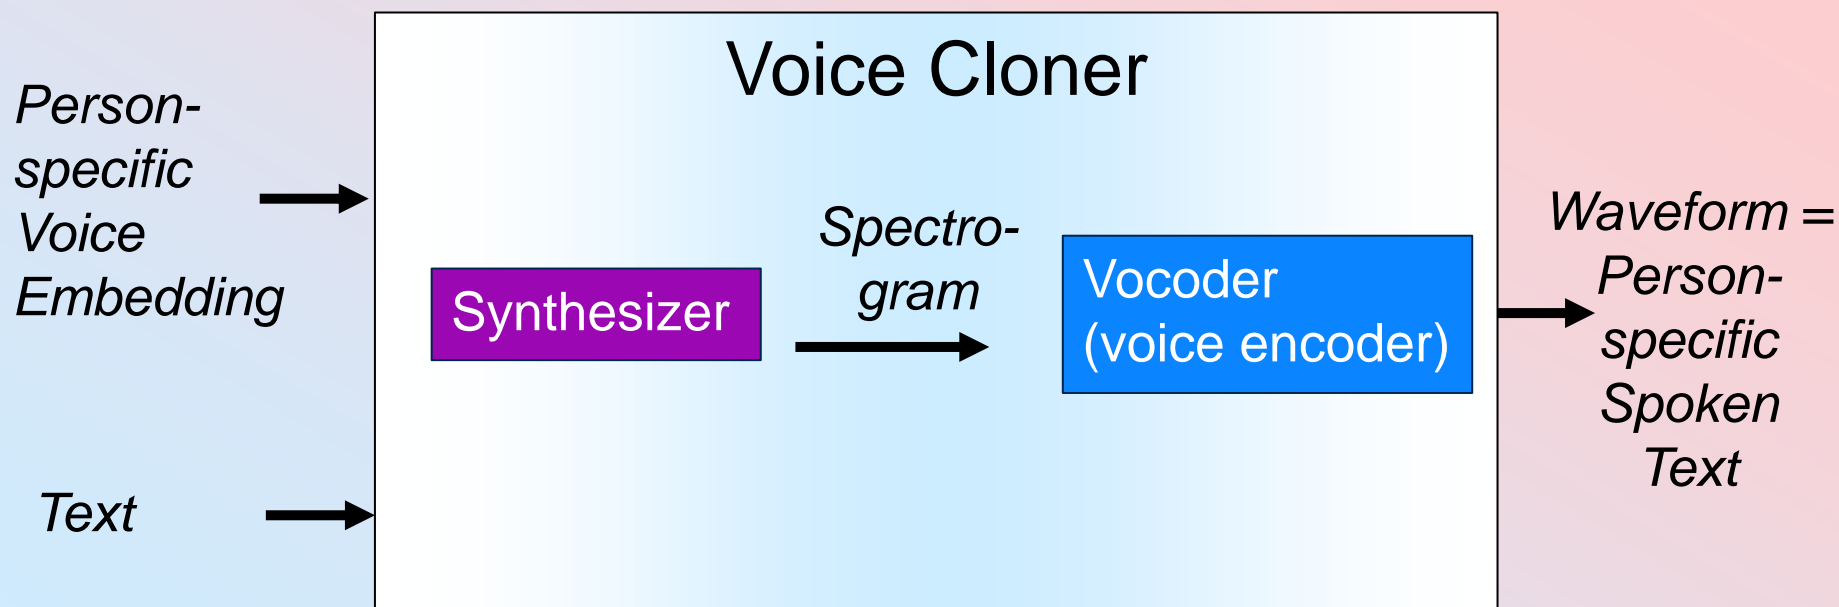 Voice Cloner
Person-
specific
Voice
Embedding
Text
Synthesizer
Spectro-
gram
Vocoder
(voice encoder)
Waveform =
Person-
specific
Spoken
Text